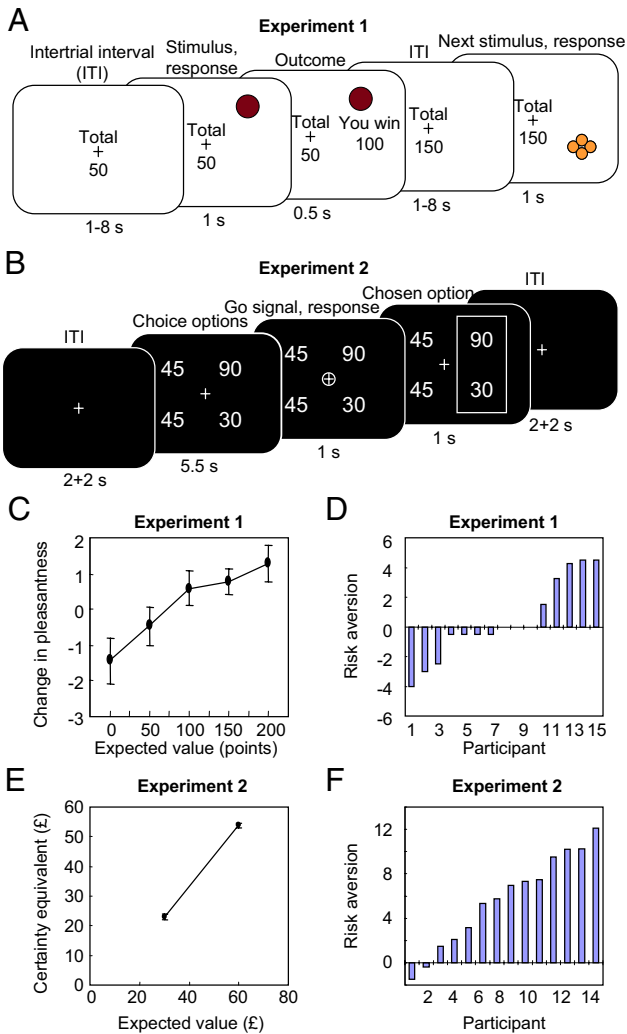 A
Experiment 1
Intertrial interval
(ITI)
Stimulus,
response
Outcome
ITI
Next stimulus, response
Total
+
50
Total
+
50
Total
+
50
You win
100
Total
+
150
Total
+
150
1-8 s
1 s
0.5 s
1-8 s
1 s
B
Experiment 2
ITI
Choice options
Go signal, response
Chosen option
ITI
+
45 90
+
45 30
45 90
45 30
45 90
+
45 30
+
2+2 s
5.5 s
1 s
1 s
2+2 s
C
Experiment 1
Change in pleasantness
2
1
0
-1
-2
-3
0 50 100 150 200
Expected value (points)
D
Experiment 1
Risk aversion
6
4
2
0
-2
-4
-6
1 3 5 7 9 11 13 15
Participant
E
Experiment 2
Certainty equivalent (£)
60
50
40
30
20
10
0
0 20 40 60 80
Expected value (£)
F
Experiment 2
Risk aversion
12
8
4
0
-4
2 4 6 8 10 12 14
Participant